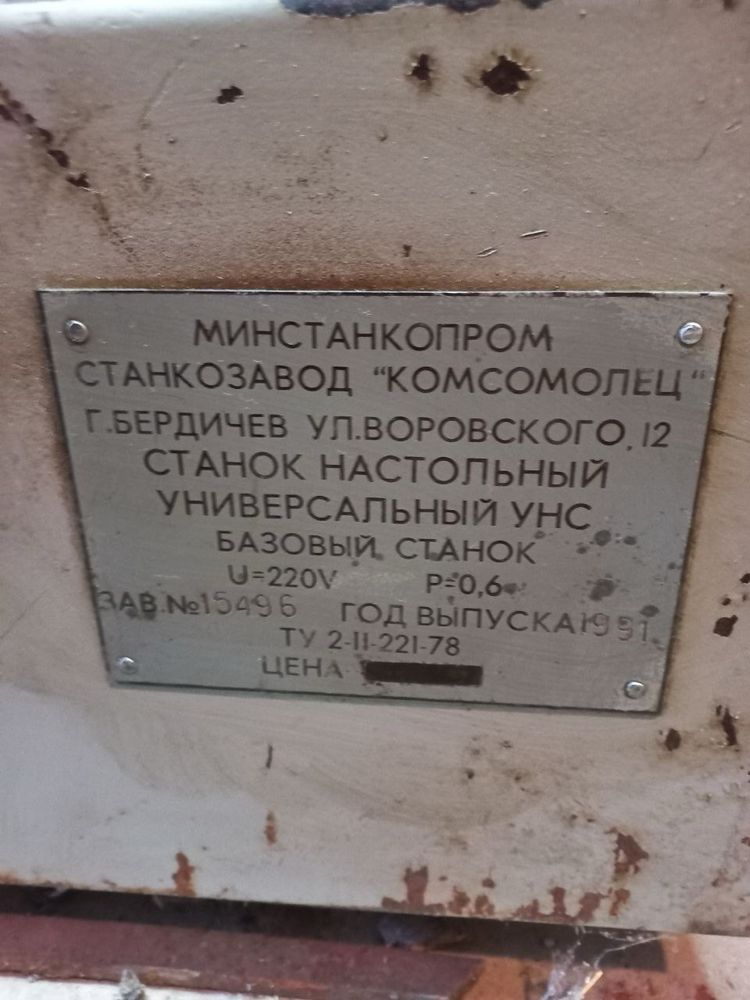 МИНСТАНКОПРОМ
СТАНКОЗАВОД "КОМСОМОЛЕЦ"
Г.БЕРДИЧЕВ УЛ.ВОРОВСКОГО, 12
СТАНОК НАСТОЛЬНЫЙ
УНИВЕРСАЛЬНЫЙ УНС
БАЗОВЫЙ СТАНОК
U=220V P=0,6
ЗАВ.№15496 ГОД ВЫПУСКА 1991
ТУ 2-11-221-78
ЦЕНА